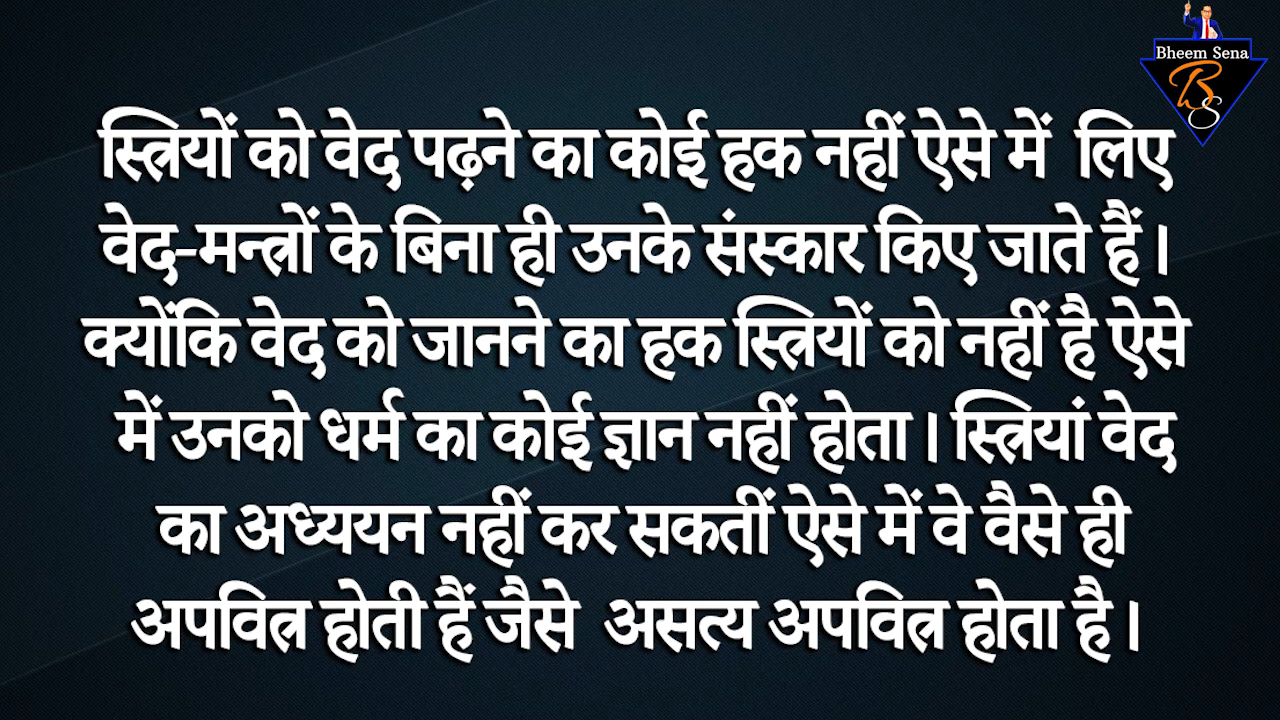 Bheem Sena
BS
स्त्रियों को वेद पढ़ने का कोई हक नहीं ऐसे में लिए
वेद-मन्त्रों के बिना ही उनके संस्कार किए जाते हैं।
क्योंकि वेद को जानने का हक स्त्रियों को नहीं है ऐसे
में उनको धर्म का कोई ज्ञान नहीं होता। स्त्रियां वेद
का अध्ययन नहीं कर सकतीं ऐसे में वे वैसे ही
अपवित्र होती हैं जैसे असत्य अपवित्र होता है।